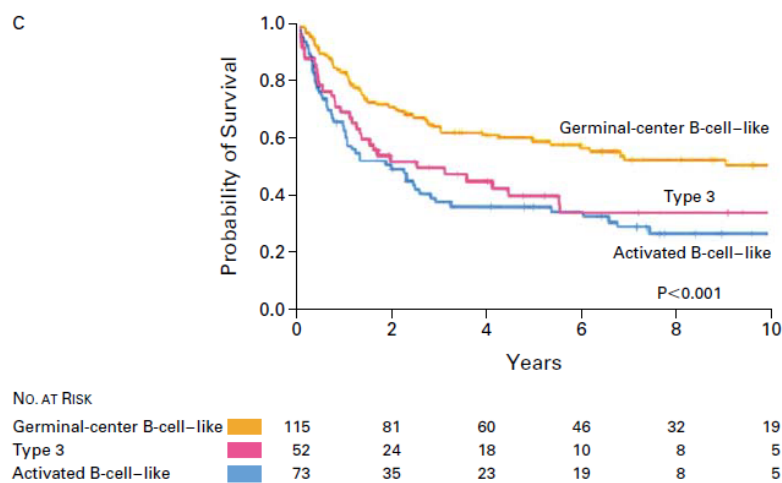 C
1.0
0.8
0.6
0.4
0.2
0.0
Probability of Survival
Germinal-center B-cell–like
Type 3
Activated B-cell–like
P<0.001
0 2 4 6 8 10
Years
No. at Risk
Germinal-center B-cell–like 115 81 60 46 32 19
Type 3 52 24 18 10 8 5
Activated B-cell–like 73 35 23 19 8 5